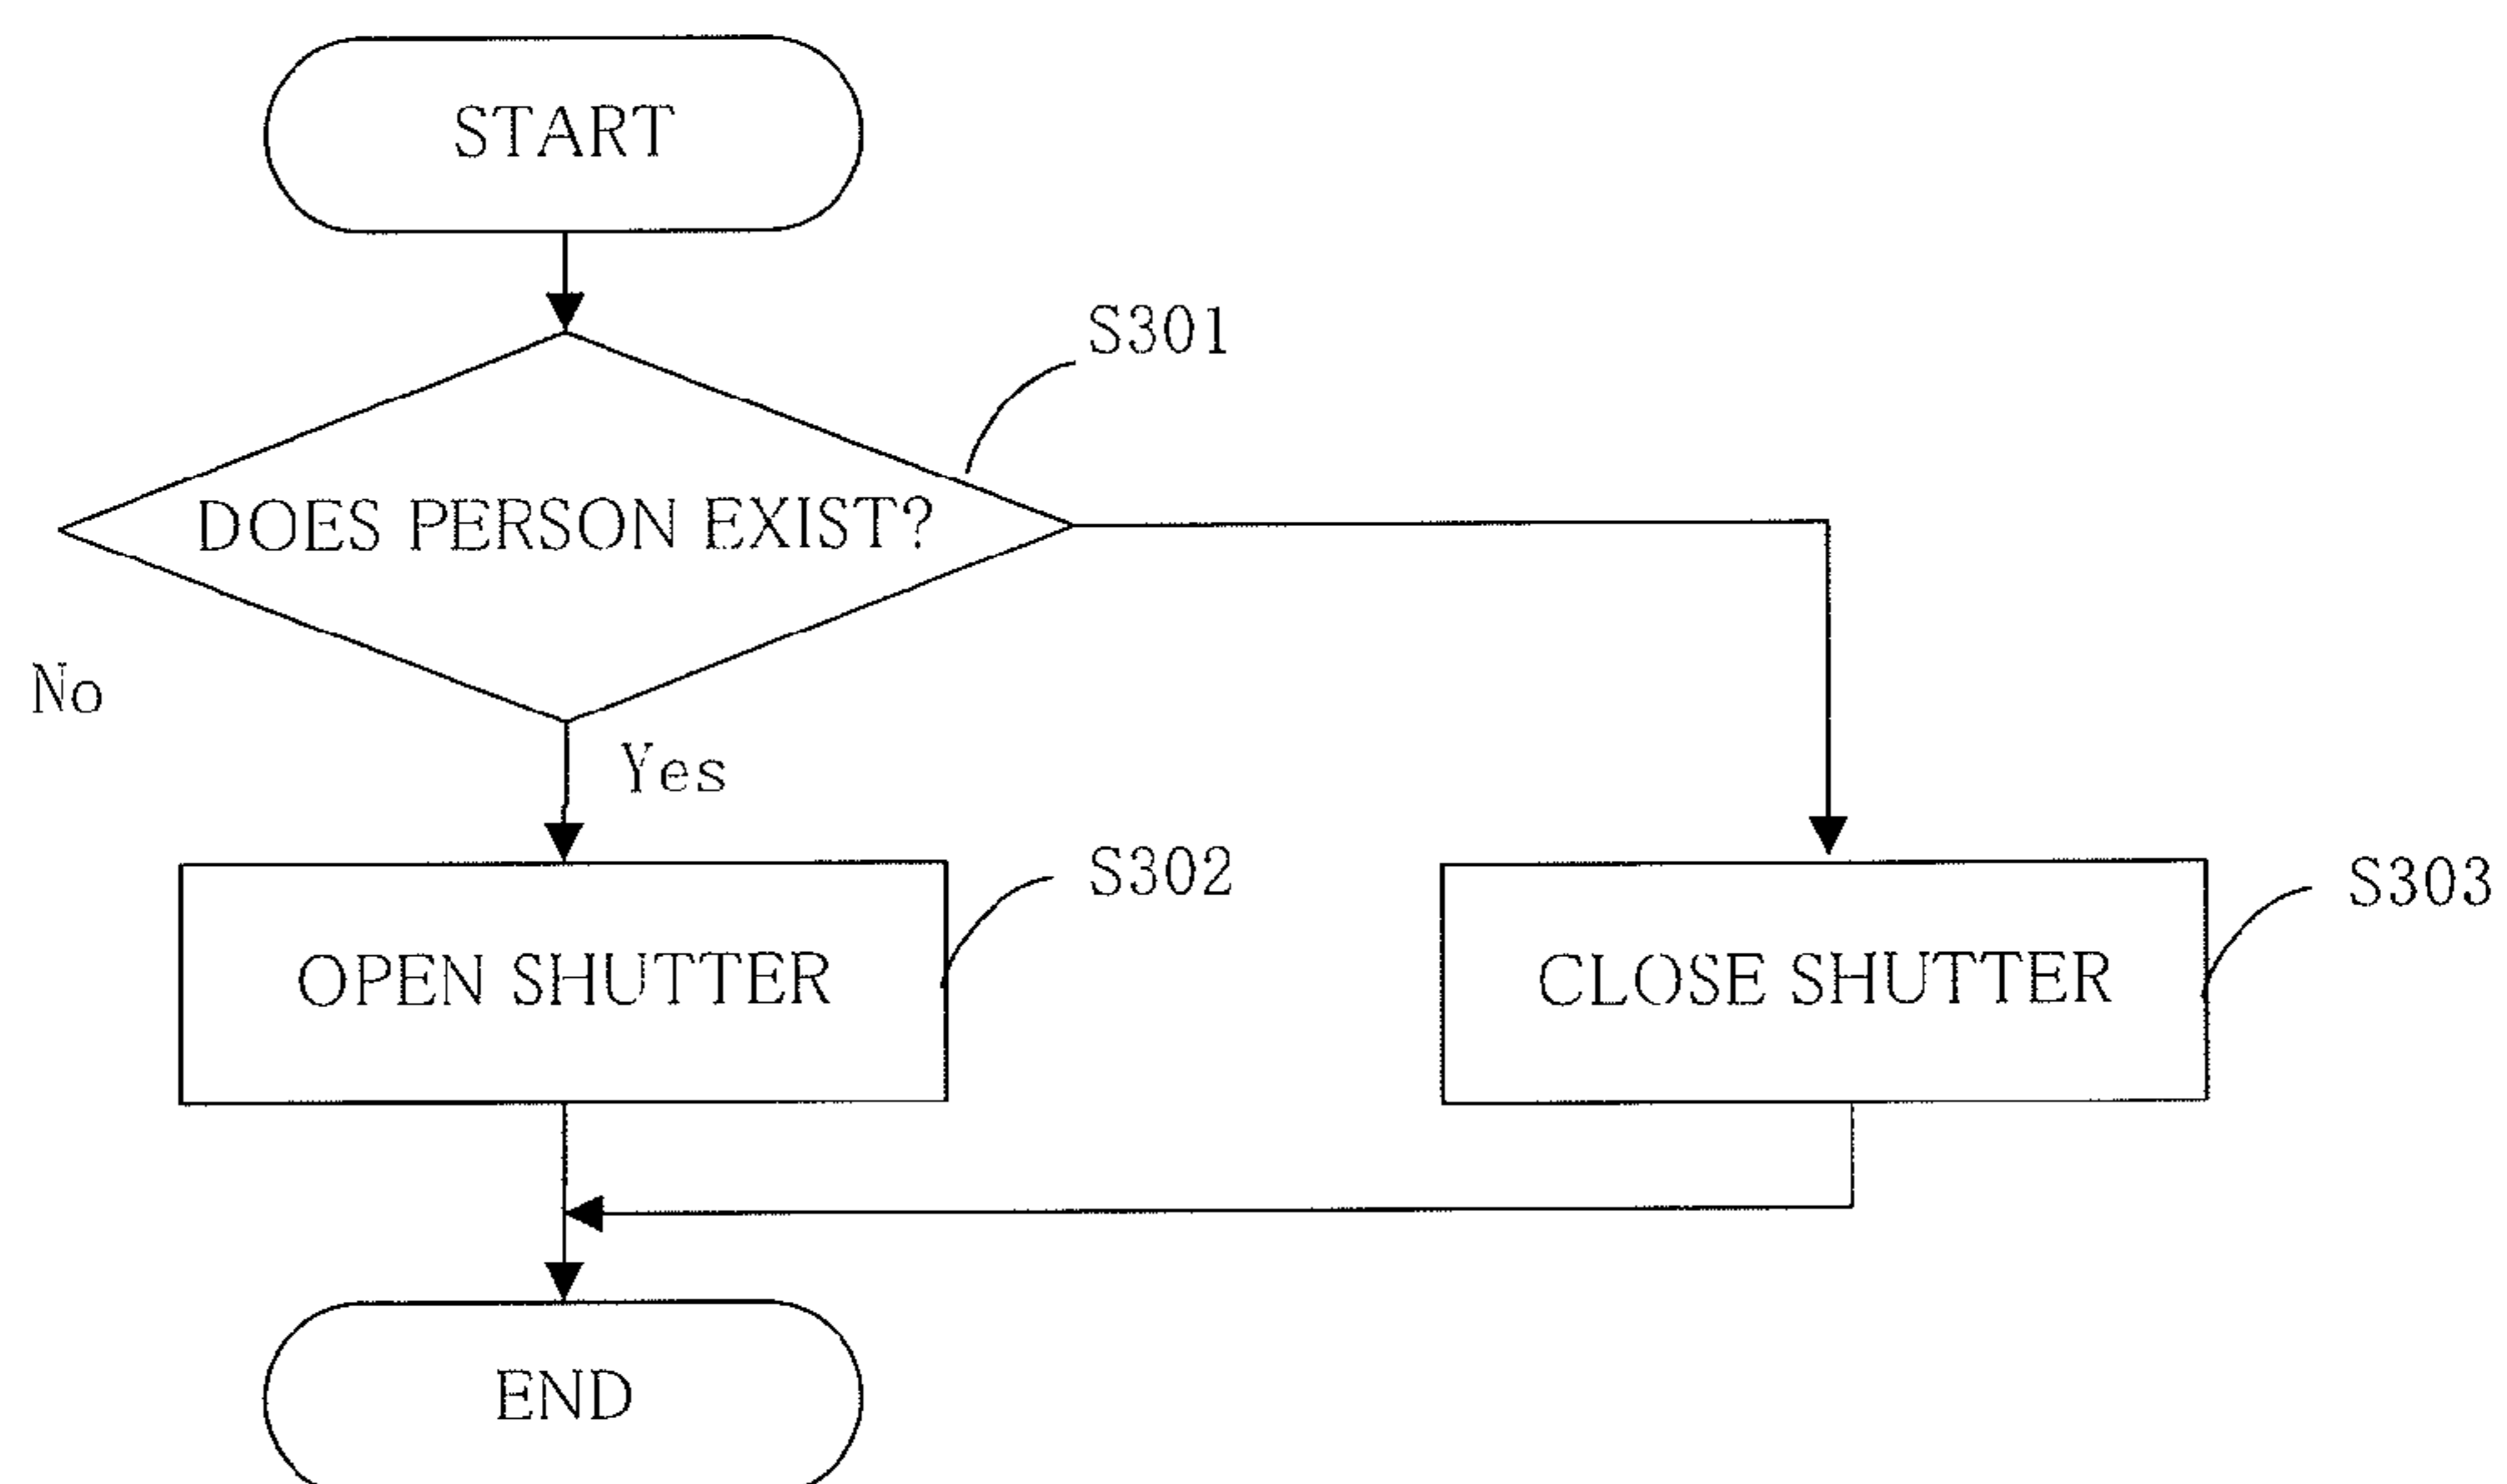 START
S301
DOES PERSON EXIST?
No
Yes
S302
S303
OPEN SHUTTER
CLOSE SHUTTER
END